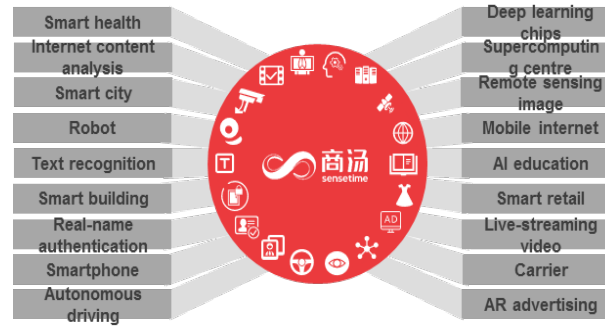 Smart health
Internet content
analysis
Smart city
Robot
Text recognition
Smart building
Real-name
authentication
Smartphone
Autonomous
driving
T
商汤
sensetime
AD
Deep learning
chips
Supercomputin
g centre
Remote sensing
image
Mobile internet
AI education
Smart retail
Live-streaming
video
Carrier
AR advertising